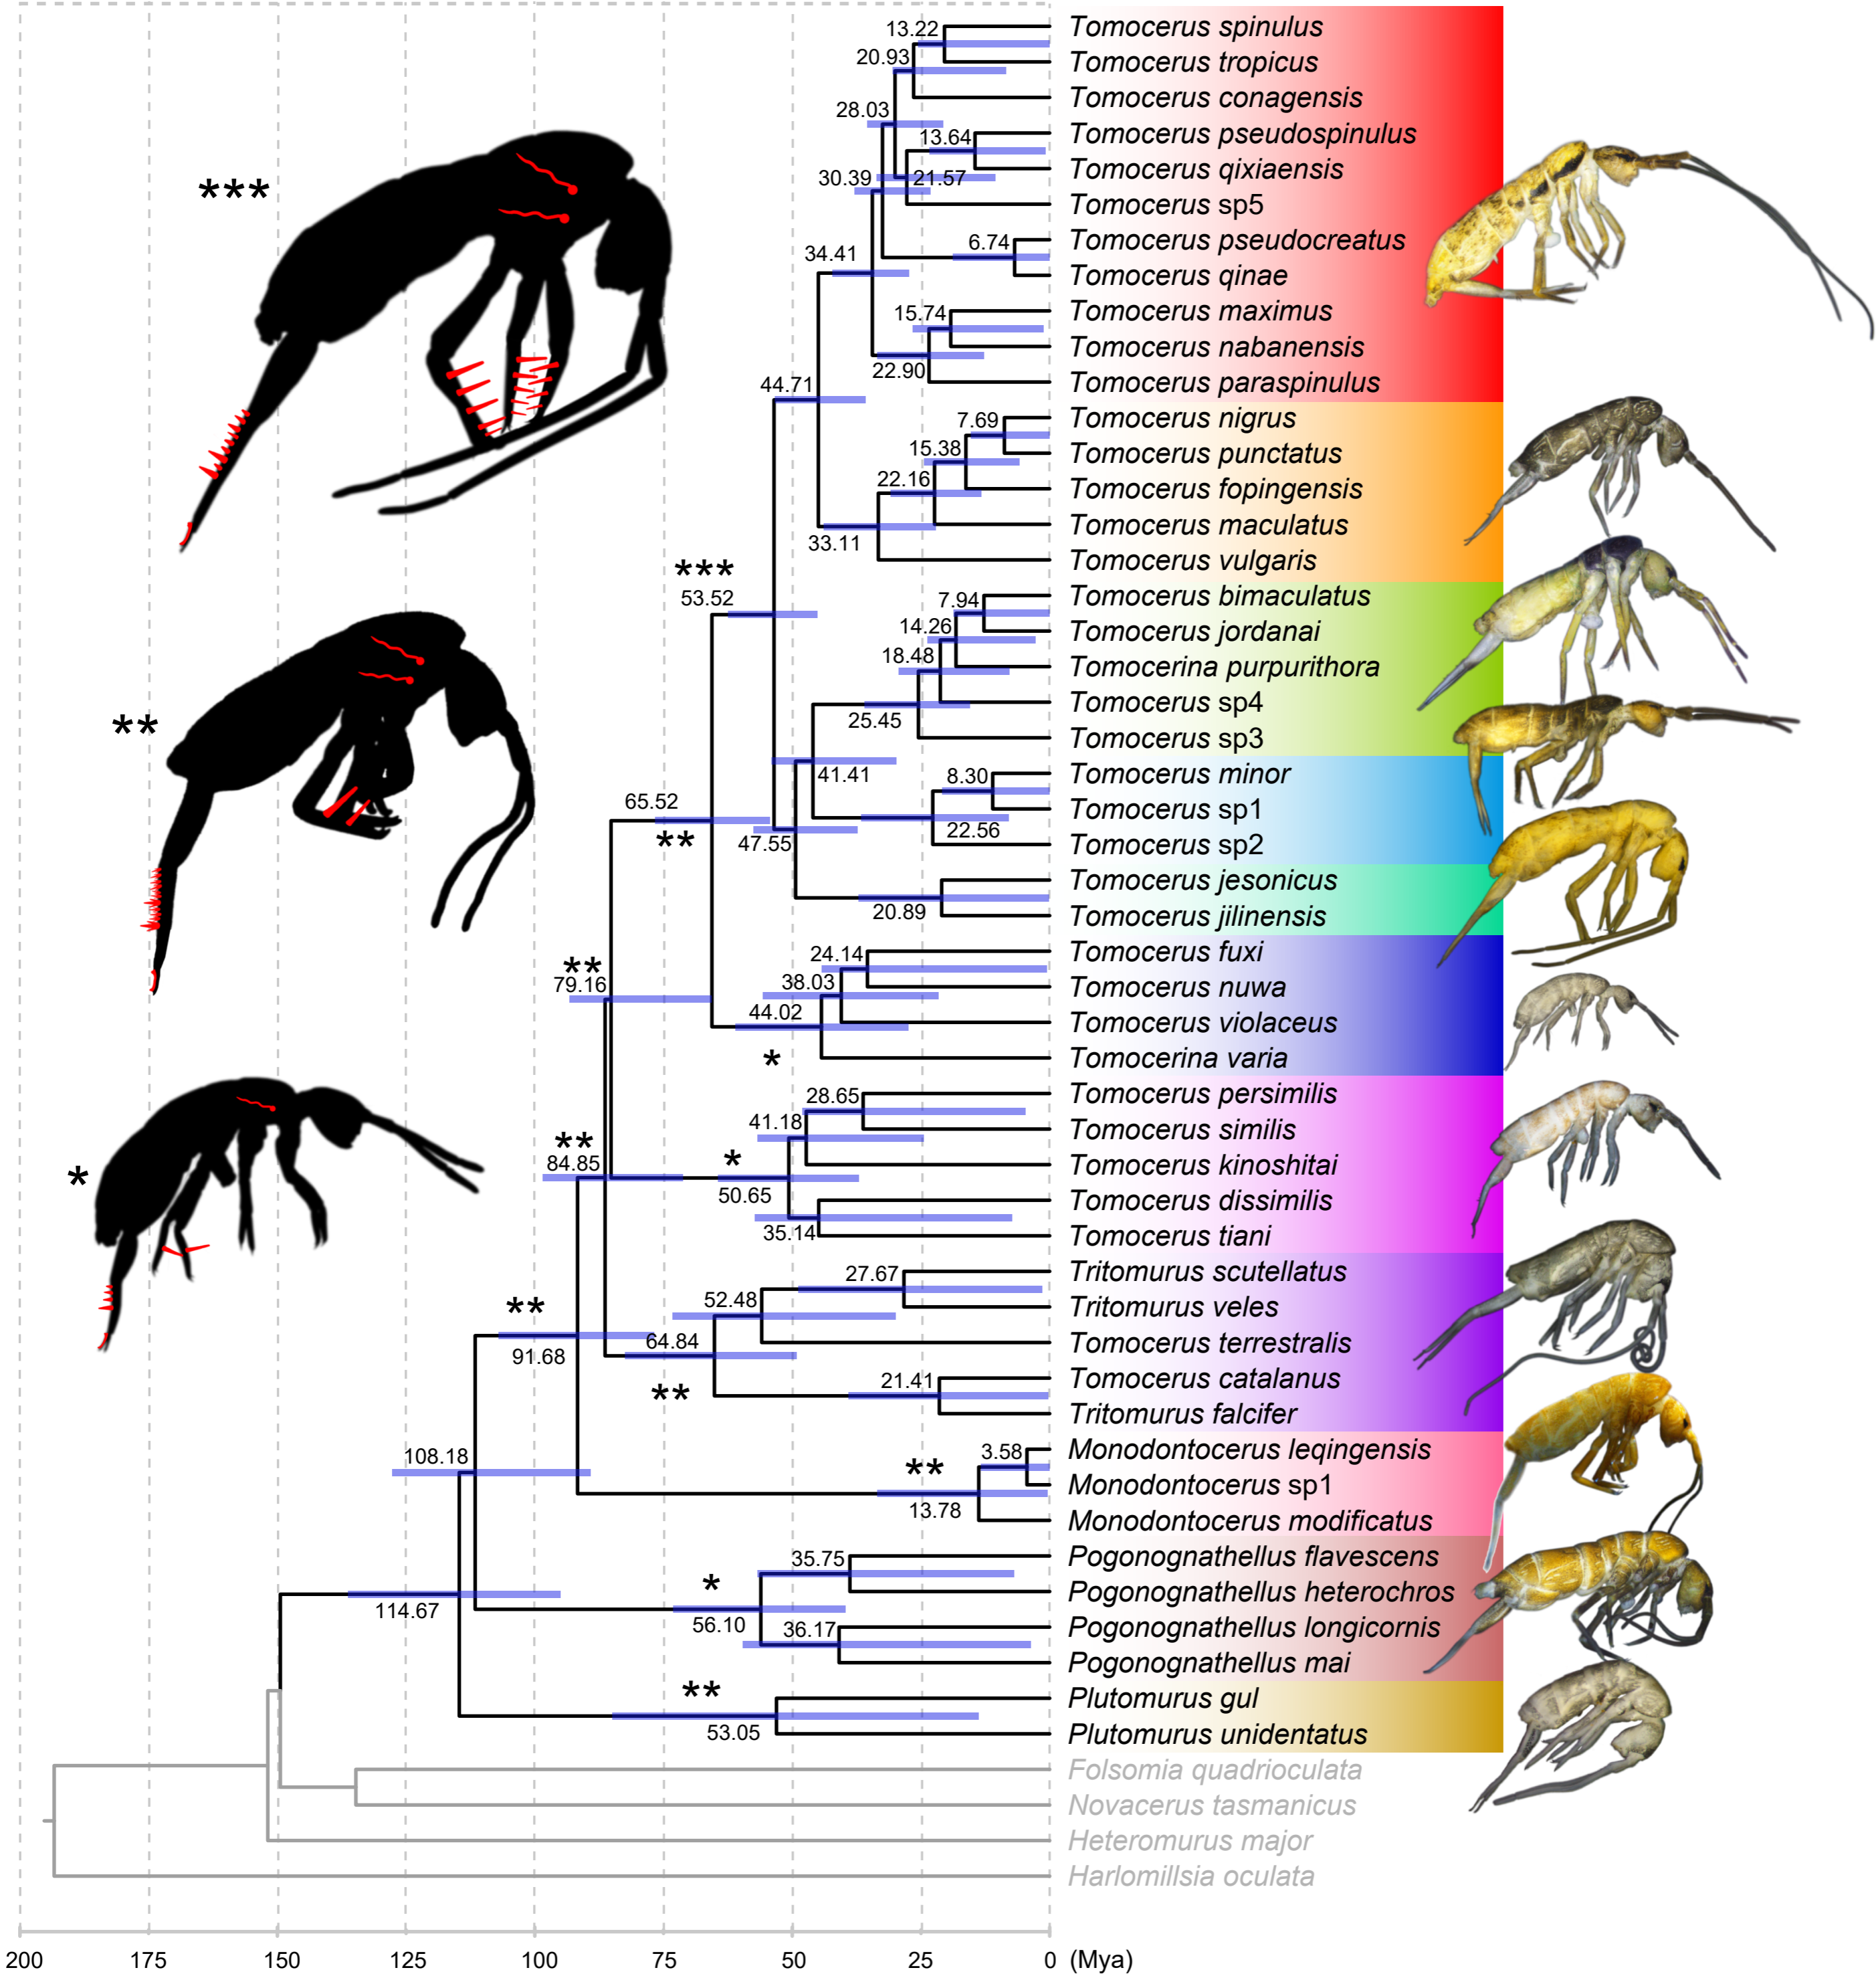 13.22
Tomocerus spinulus
20.93
Tomocerus tropicus
Tomocerus conagensis
28.03
13.64
Tomocerus pseudospinulus
***
30.39
21.57
Tomocerus qixiaensis
Tomocerus sp5
34.41
6.74
Tomocerus pseudocreatus
Tomocerus qinae
15.74
Tomocerus maximus
Tomocerus nabanensis
44.71
22.90
Tomocerus paraspinulus
7.69
Tomocerus nigrus
15.38
Tomocerus punctatus
22.16
Tomocerus fopingensis
Tomocerus maculatus
33.11
Tomocerus vulgaris
***
53.52
7.94
Tomocerus bimaculatus
14.26
Tomocerus jordanai
18.48
Tomocerina purpurithora
**
25.45
Tomocerus sp4
Tomocerus sp3
41.41
8.30
Tomocerus minor
65.52
Tomocerus sp1
**
47.55
22.56
Tomocerus sp2
Tomocerus jesonicus
20.89
Tomocerus jilinensis
**
24.14
Tomocerus fuxi
79.16
38.03
Tomocerus nuwa
44.02
Tomocerus violaceus
*
Tomocerina varia
28.65
Tomocerus persimilis
**
41.18
Tomocerus similis
*
84.85
*
50.65
Tomocerus kinoshitai
Tomocerus dissimilis
35.14
Tomocerus tiani
27.67
Tritomurus scutellatus
**
52.48
Tritomurus veles
91.68
64.84
Tomocerus terrestralis
**
21.41
Tomocerus catalanus
Tritomurus falcifer
108.18
**
3.58
Monodontocerus leqingensis
Monodontocerus sp1
13.78
Monodontocerus modificatus
35.75
Pogonognathellus flavescens
*
Pogonognathellus heterochros
114.67
56.10
36.17
Pogonognathellus longicornis
Pogonognathellus mai
**
Plutomurus gul
53.05
Plutomurus unidentatus
Folsomia quadrioculata
Novacerus tasmanicus
Heteromurus major
Harlomillsia oculata
200 175 150 125 100 75 50 25 0 (Mya)